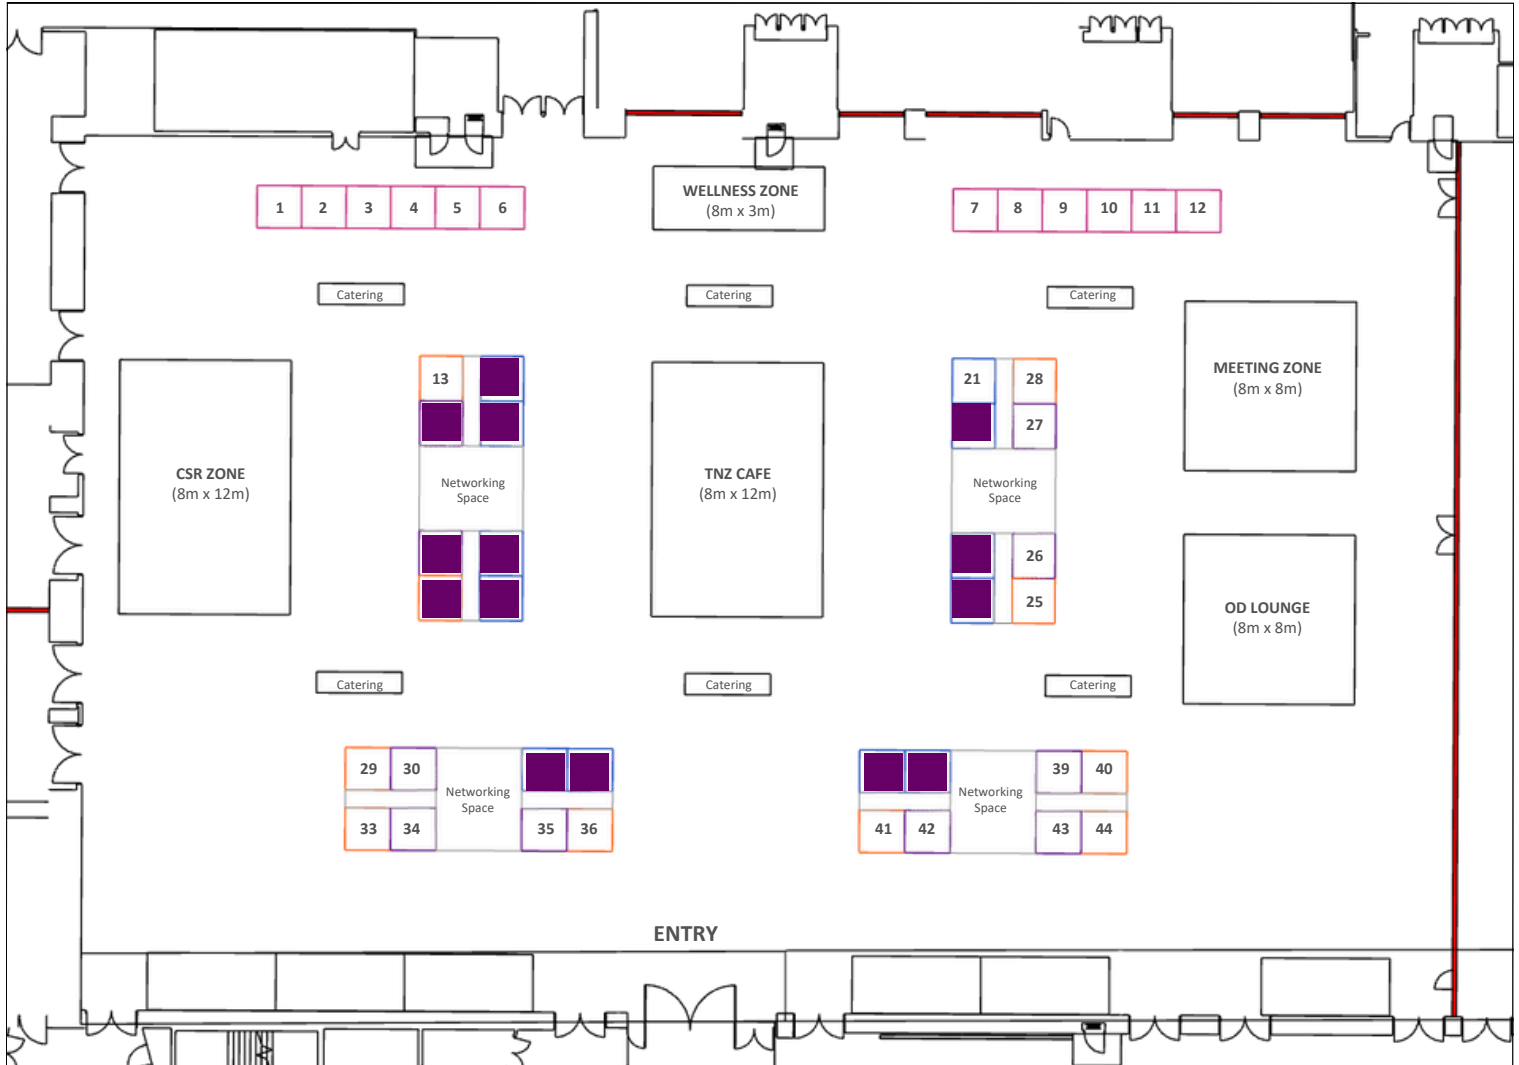 WELLNESS ZONE
(8m x 3m)
1 2 3 4 5 6
7 8 9 10 11 12
Catering
Catering
Catering
13
21 28
27
MEETING ZONE
(8m x 8m)
CSR ZONE
(8m x 12m)
Networking
Space
TNZ CAFE
(8m x 12m)
Networking
Space
26
25
OD LOUNGE
(8m x 8m)
Catering
Catering
Catering
29 30
Networking
Space
33 34
35 36
39 40
Networking
Space
41 42
43 44
ENTRY